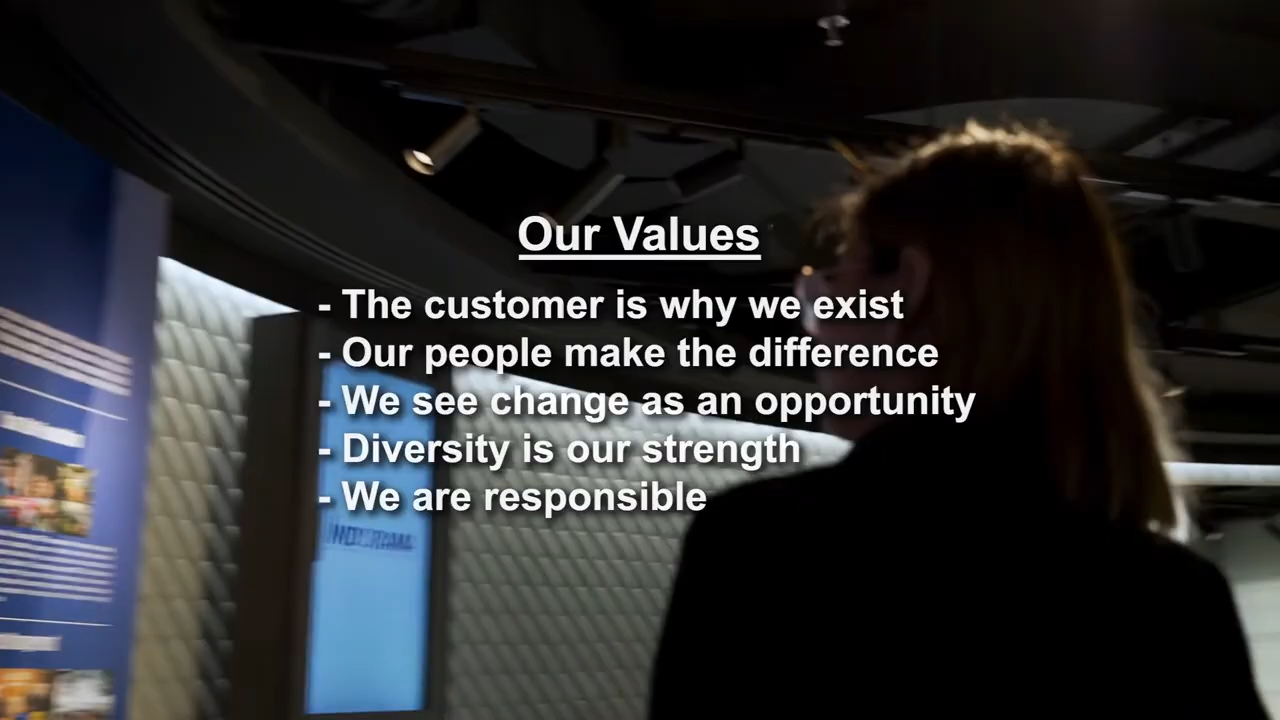 Our Values
- The customer is why we exist
- Our people make the difference
- We see change as an opportunity
- Diversity is our strength
- We are responsible